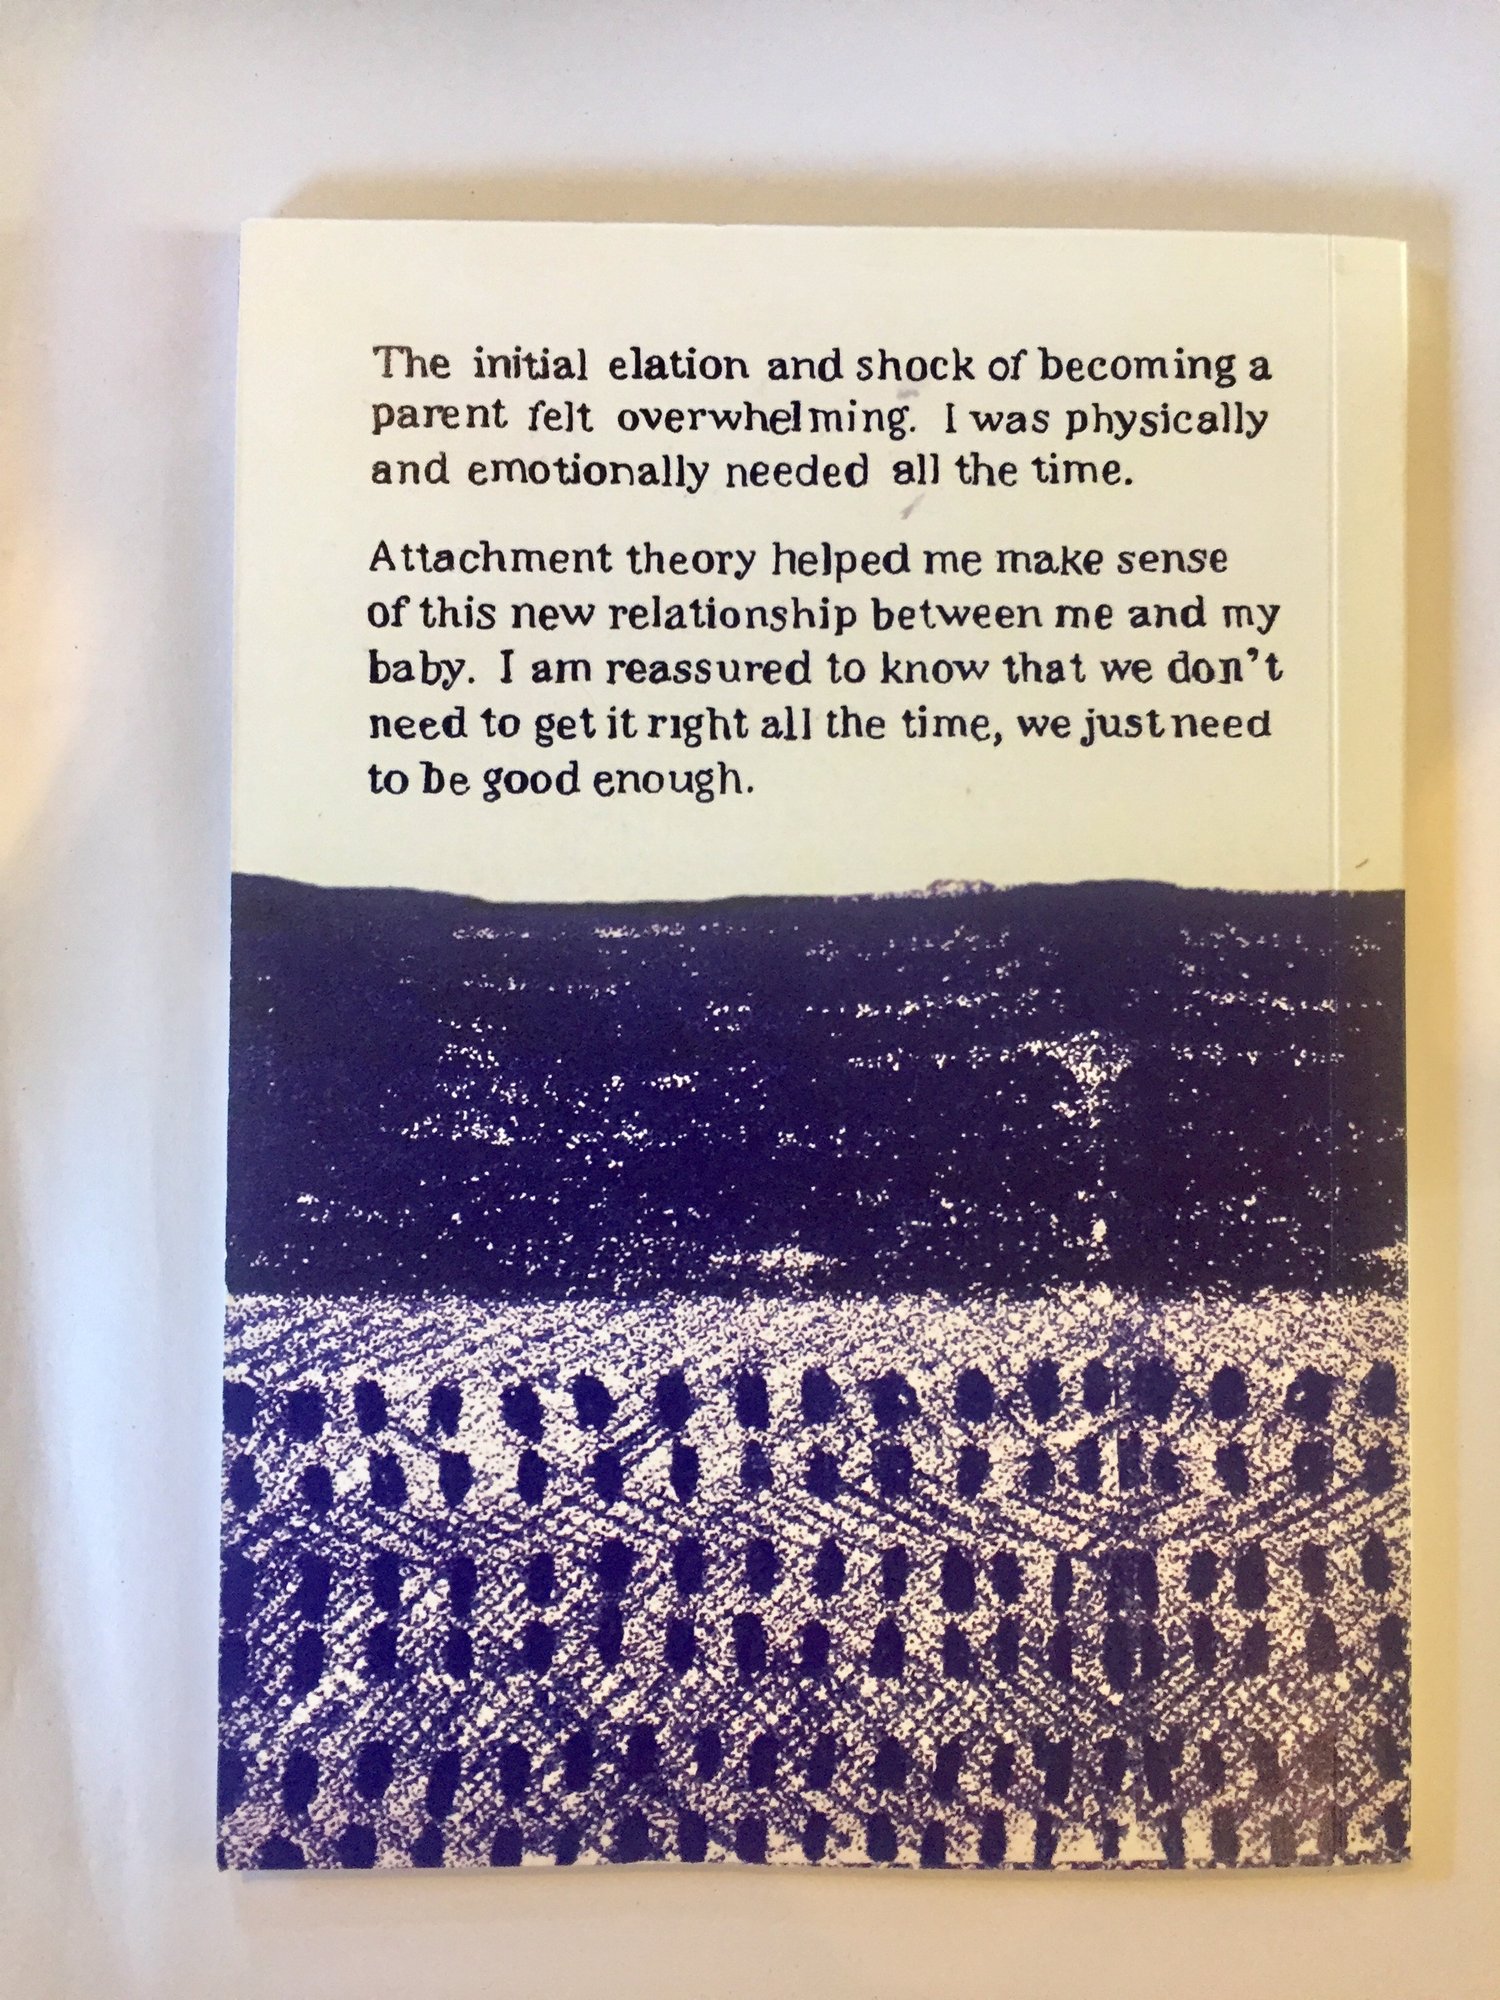 The initial elation and shock of becoming a
parent felt overwhelming. I was physically
and emotionally needed all the time.
Attachment theory helped me make sense
of this new relationship between me and my
baby. I am reassured to know that we don't
need to get it right all the time, we just need
to be good enough.